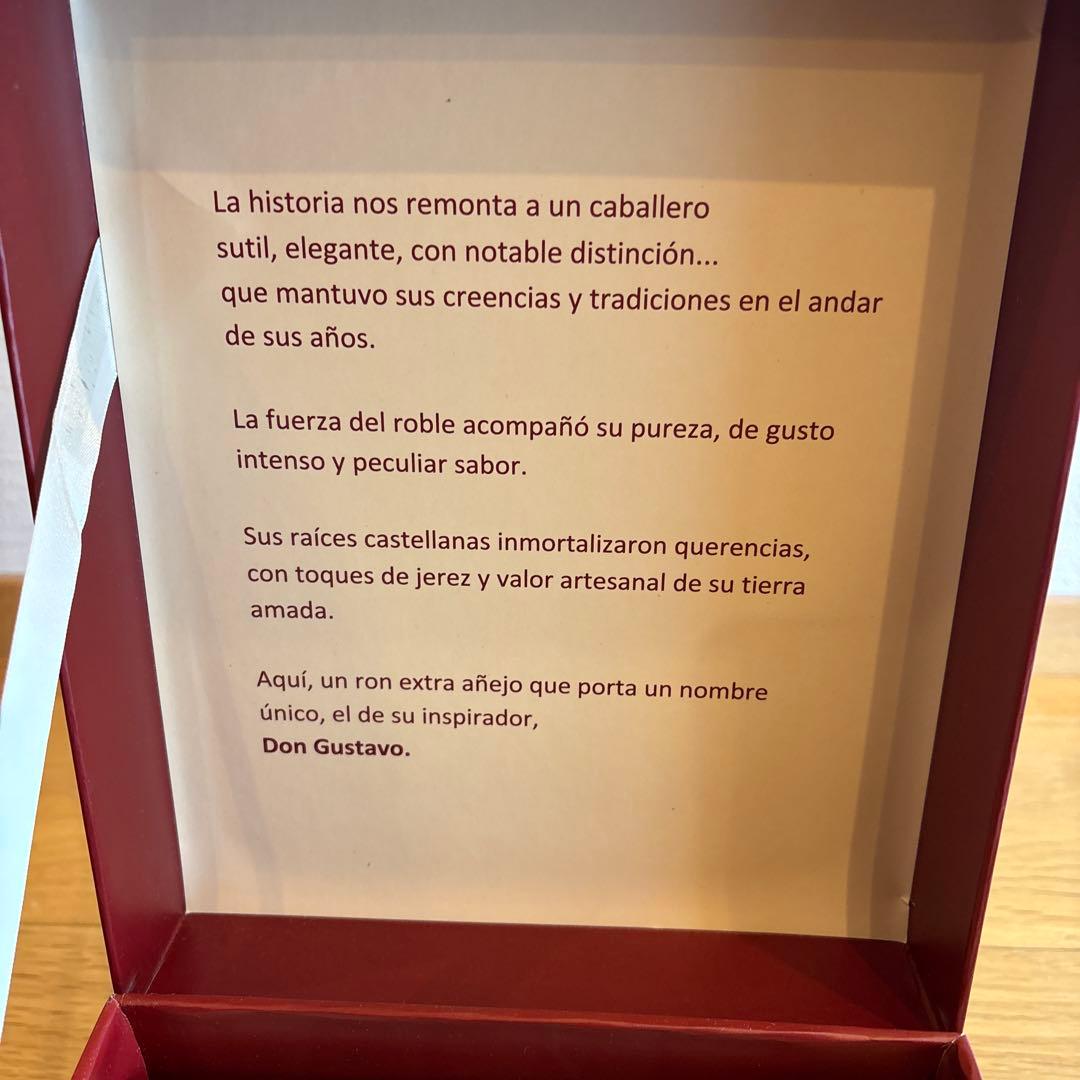 La historia nos remonta a un caballero
sutil, elegante, con notable distinción...
que mantuvo sus creencias y tradiciones en el andar
de sus años.
La fuerza del roble acompañó su pureza, de gusto
intenso y peculiar sabor.
Sus raíces castellanas inmortalizaron querencias,
con toques de jerez y valor artesanal de su tierra
amada.
Aquí, un ron extra añejo que porta un nombre
único, el de su inspirador,
Don Gustavo.